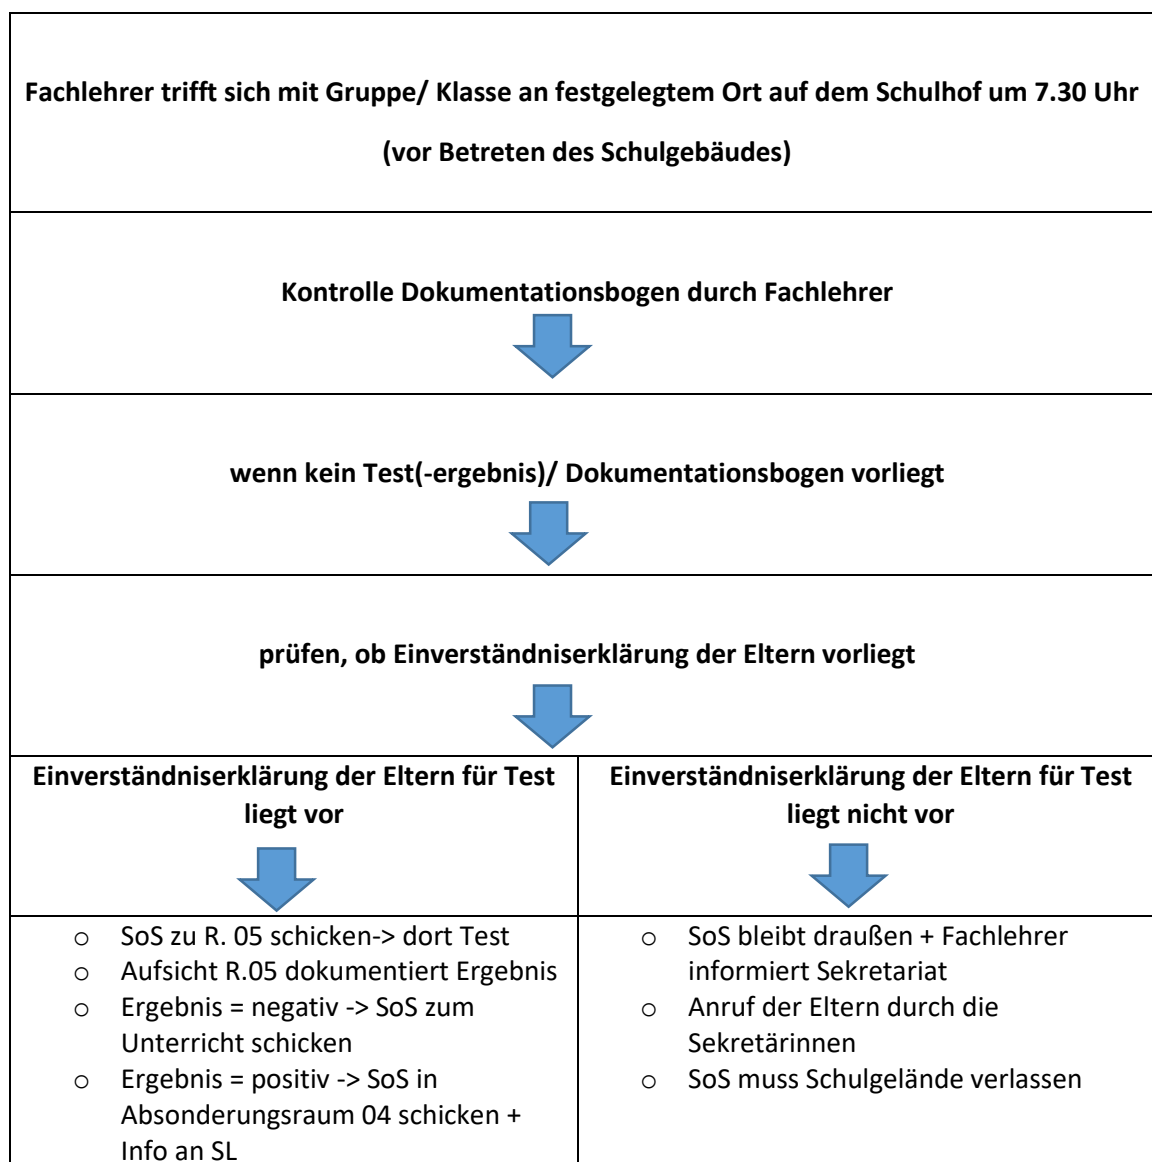 Fachlehrer trifft sich mit Gruppe/ Klasse an festgelegtem Ort auf dem Schulhof um 7.30 Uhr
(vor Betreten des Schulgebäudes)
Kontrolle Dokumentationsbogen durch Fachlehrer
wenn kein Test(-ergebnis)/ Dokumentationsbogen vorliegt
prüfen, ob Einverständniserklärung der Eltern vorliegt
Einverständniserklärung der Eltern für Test
liegt vor
Einverständniserklärung der Eltern für Test
liegt nicht vor
o SoS zu R. 05 schicken-> dort Test
o Aufsicht R.05 dokumentiert Ergebnis
o Ergebnis = negativ -> SoS zum
Unterricht schicken
o Ergebnis = positiv -> SoS in
Absonderungsraum 04 schicken +
Info an SL
o SoS bleibt draußen + Fachlehrer
informiert Sekretariat
o Anruf der Eltern durch die
Sekretärinnen
o SoS muss Schulgelände verlassen